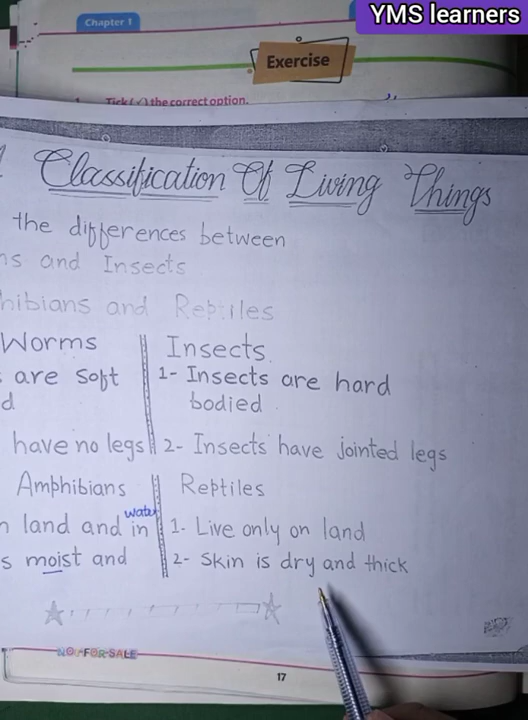 YMS learners
Chapter 1
Exercise
Tick (✓) the correct option.
Classification Of Living Things
the differences between
ns and Insects
hibians and Reptiles
Worms Insects
are soft 1- Insects are hard
d bodied
have no legs 2- Insects have jointed legs
Amphibians Reptiles
water
n land and in 1. Live only on land
s moist and 2- Skin is dry and thick
NOT FOR SALE
17